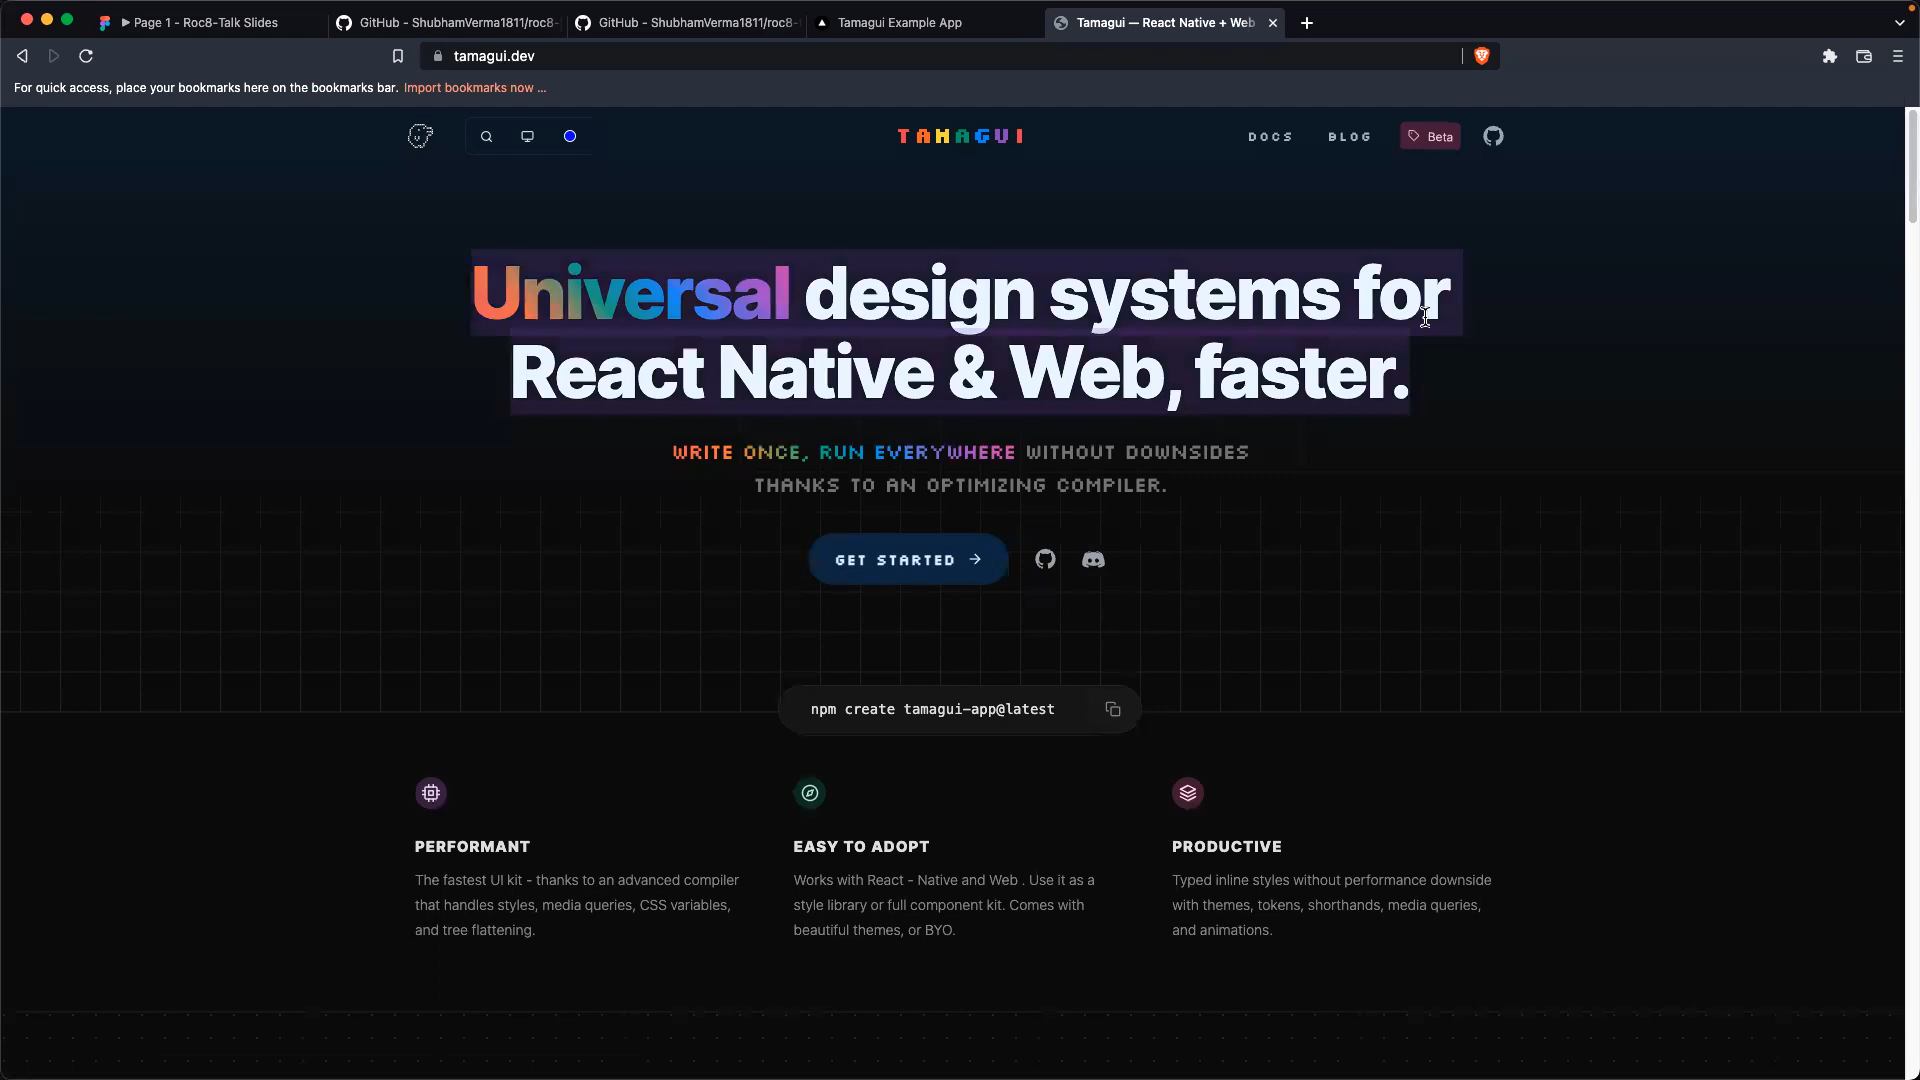 Page 1 - Roc8-Talk Slides
GitHub - ShubhamVerma1811/roc8-
GitHub - ShubhamVerma1811/roc8-
Tamagui Example App
Tamagui — React Native + Web
tamagui.dev
For quick access, place your bookmarks here on the bookmarks bar. Import bookmarks now ...
TAMAGUI
DOCS
BLOG
Beta
Universal design systems for
React Native & Web, faster.
WRITE ONCE, RUN EVERYWHERE WITHOUT DOWNSIDES
THANKS TO AN OPTIMIZING COMPILER.
GET STARTED
npm create tamagui-app@latest
PERFORMANT
The fastest UI kit - thanks to an advanced compiler
that handles styles, media queries, CSS variables,
and tree flattening.
EASY TO ADOPT
Works with React - Native and Web . Use it as a
style library or full component kit. Comes with
beautiful themes, or BYO.
PRODUCTIVE
Typed inline styles without performance downside
with themes, tokens, shorthands, media queries,
and animations.